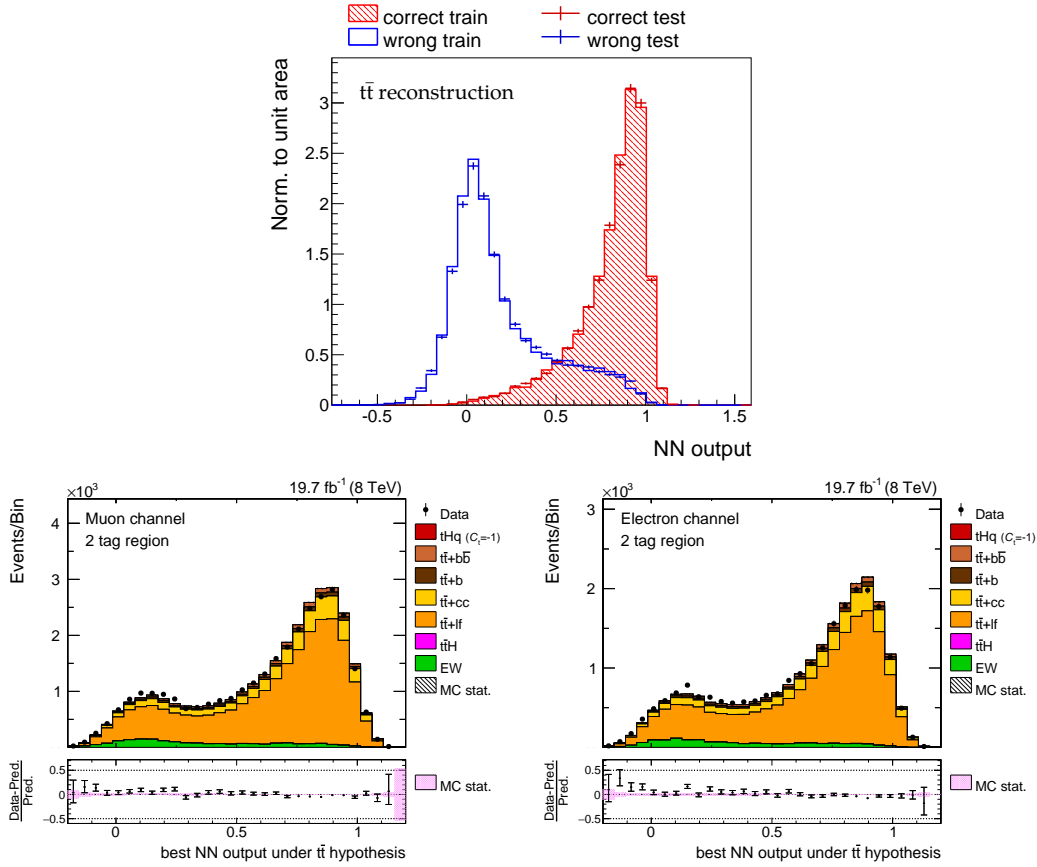 correct train
correct test
wrong train
wrong test
tt̄ reconstruction
Norm. to unit area
3
2.5
2
1.5
1
0.5
0
-0.5 0 0.5 1 1.5
NN output
×10³
19.7 fb⁻¹ (8 TeV)
Muon channel
2 tag region
Events/Bin
4
3
2
1
Data
tHq (Cₜ=-1)
tt̄+bb̄
tt̄+b
tt̄+cc
tt̄+lf
tt̄H
EW
MC stat.
Data-Pred.
Pred.
0.5
0
−0.5
MC stat.
0 0.5 1
best NN output under tt̄ hypothesis
×10³
19.7 fb⁻¹ (8 TeV)
Electron channel
2 tag region
Events/Bin
3
2
1
Data
tHq (Cₜ=-1)
tt̄+bb̄
tt̄+b
tt̄+cc
tt̄+lf
tt̄H
EW
MC stat.
Data-Pred.
Pred.
0.5
0
−0.5
MC stat.
0 0.5 1
best NN output under tt̄ hypothesis